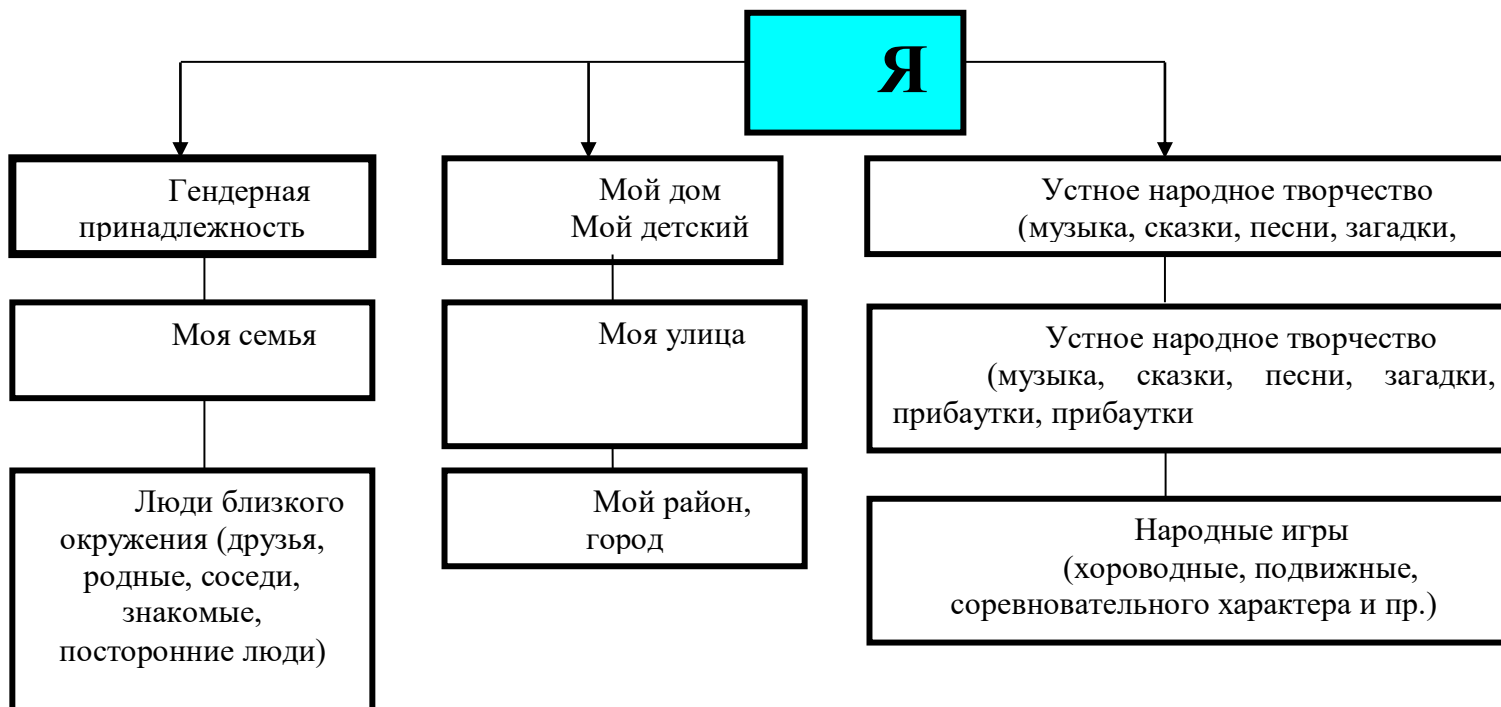 Я
Гендерная
принадлежность
Моя семья
Люди близкого
окружения (друзья,
родные, соседи,
знакомые,
посторонние люди)
Мой дом
Мой детский
Моя улица
Мой район,
город
Устное народное творчество
(музыка, сказки, песни, загадки,
Устное народное творчество
(музыка, сказки, песни, загадки,
прибаутки, прибаутки
Народные игры
(хороводные, подвижные,
соревновательного характера и пр.)